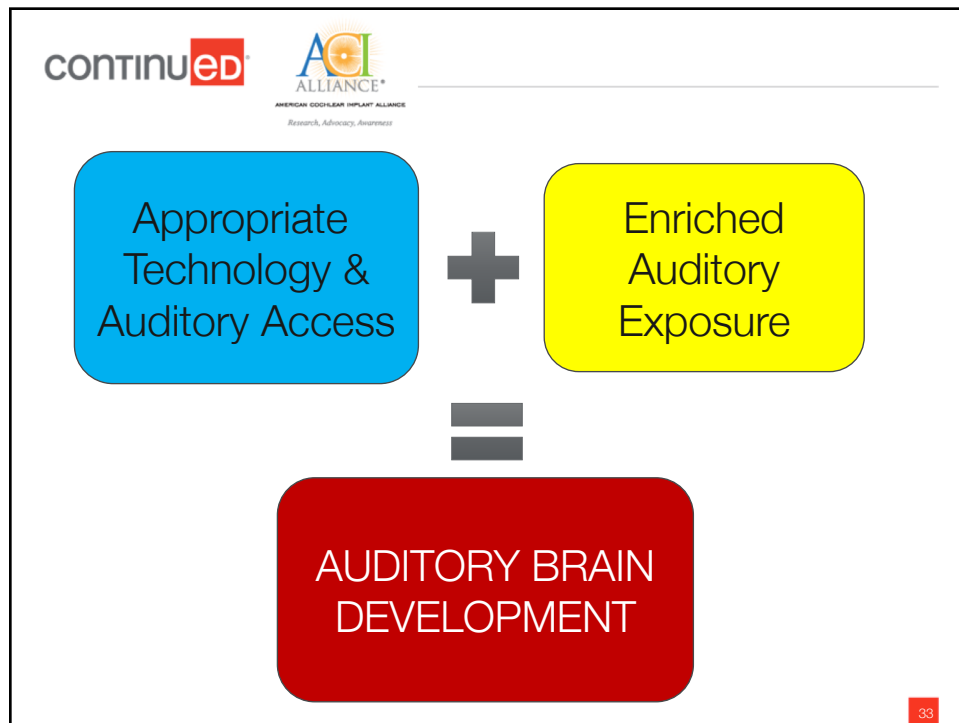 continued
ACI
ALLIANCE®
AMERICAN COCHLEAR IMPLANT ALLIANCE
Research, Advocacy, Awareness
Appropriate
Technology &
Auditory Access
+
Enriched
Auditory
Exposure
=
AUDITORY BRAIN
DEVELOPMENT
33